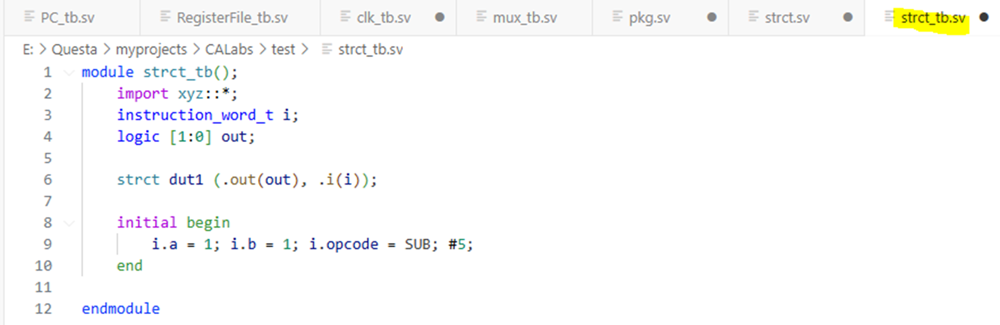 PC_tb.sv RegisterFile_tb.sv clk_tb.sv mux_tb.sv pkg.sv strct.sv strct_tb.sv
E: > Questa > myprojects > CALabs > test > strct_tb.sv
1 module strct_tb();
2 import xyz::*;
3 instruction_word_t i;
4 logic [1:0] out;
5
6 strct dut1 (.out(out), .i(i));
7
8 initial begin
9 i.a = 1; i.b = 1; i.opcode = SUB; #5;
10 end
11
12 endmodule